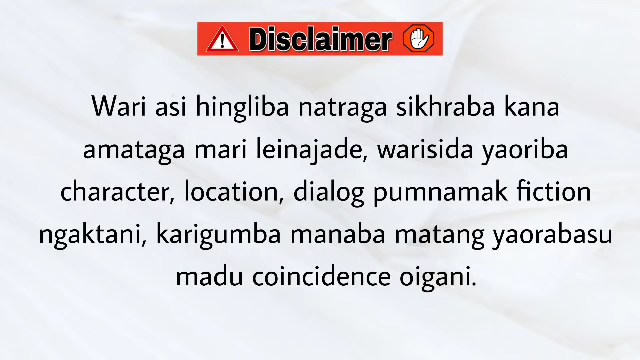 Disclaimer
Wari asi hingliba natraga sikhraba kana
amataga mari leinajade, warisida yaoriba
character, location, dialog pumnamak fiction
ngaktani, karigumba manaba matang yaorabasu
madu coincidence oigani.